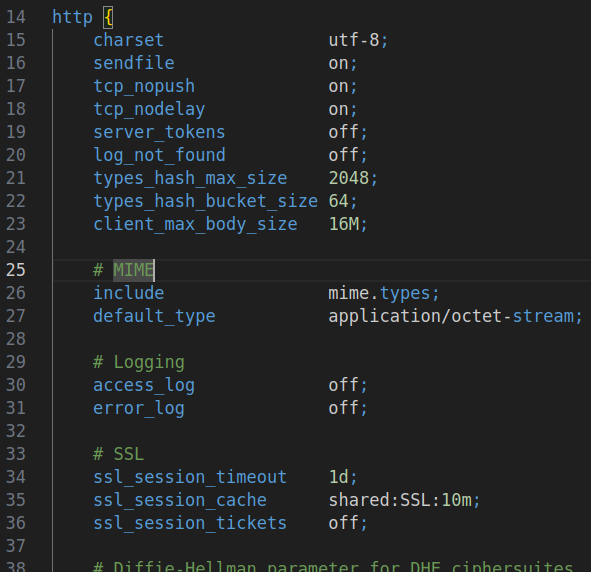 14 http {
15 charset utf-8;
16 sendfile on;
17 tcp_nopush on;
18 tcp_nodelay on;
19 server_tokens off;
20 log_not_found off;
21 types_hash_max_size 2048;
22 types_hash_bucket_size 64;
23 client_max_body_size 16M;
24
25 # MIME
26 include mime.types;
27 default_type application/octet-stream;
28
29 # Logging
30 access_log off;
31 error_log off;
32
33 # SSL
34 ssl_session_timeout 1d;
35 ssl_session_cache shared:SSL:10m;
36 ssl_session_tickets off;
37
38 # Diffie-Hellman parameter for DHE ciphersuites